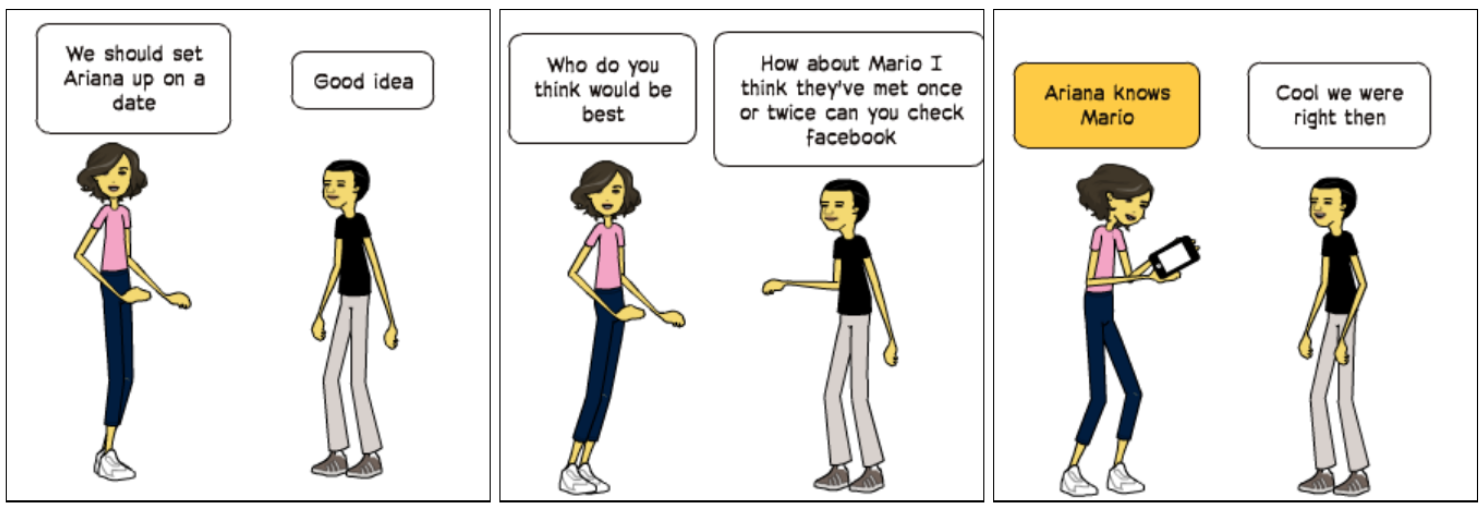 We should set
Ariana up on a
date
Good idea
Who do you
think would be
best
How about Mario I
think they've met once
or twice can you check
facebook
Ariana knows
Mario
Cool we were
right then